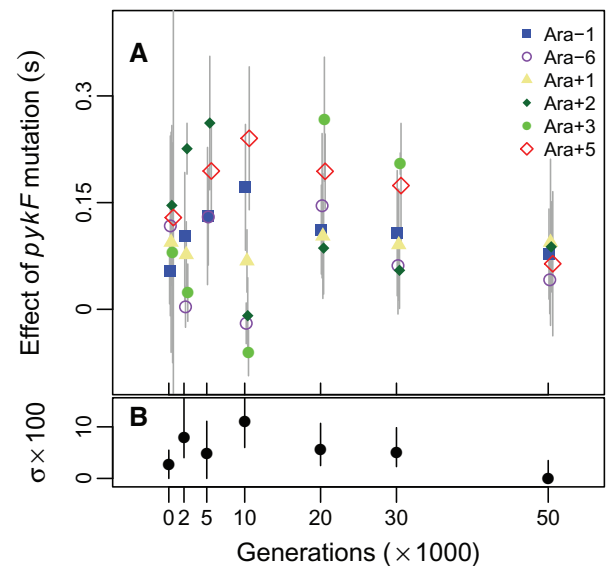 A
Ara−1
Ara−6
Ara+1
Ara+2
Ara+3
Ara+5
Effect of pykF mutation (s)
0.3
0.15
0
B
σ×100
10
0
0 2 5 10 20 30 50
Generations (×1000)